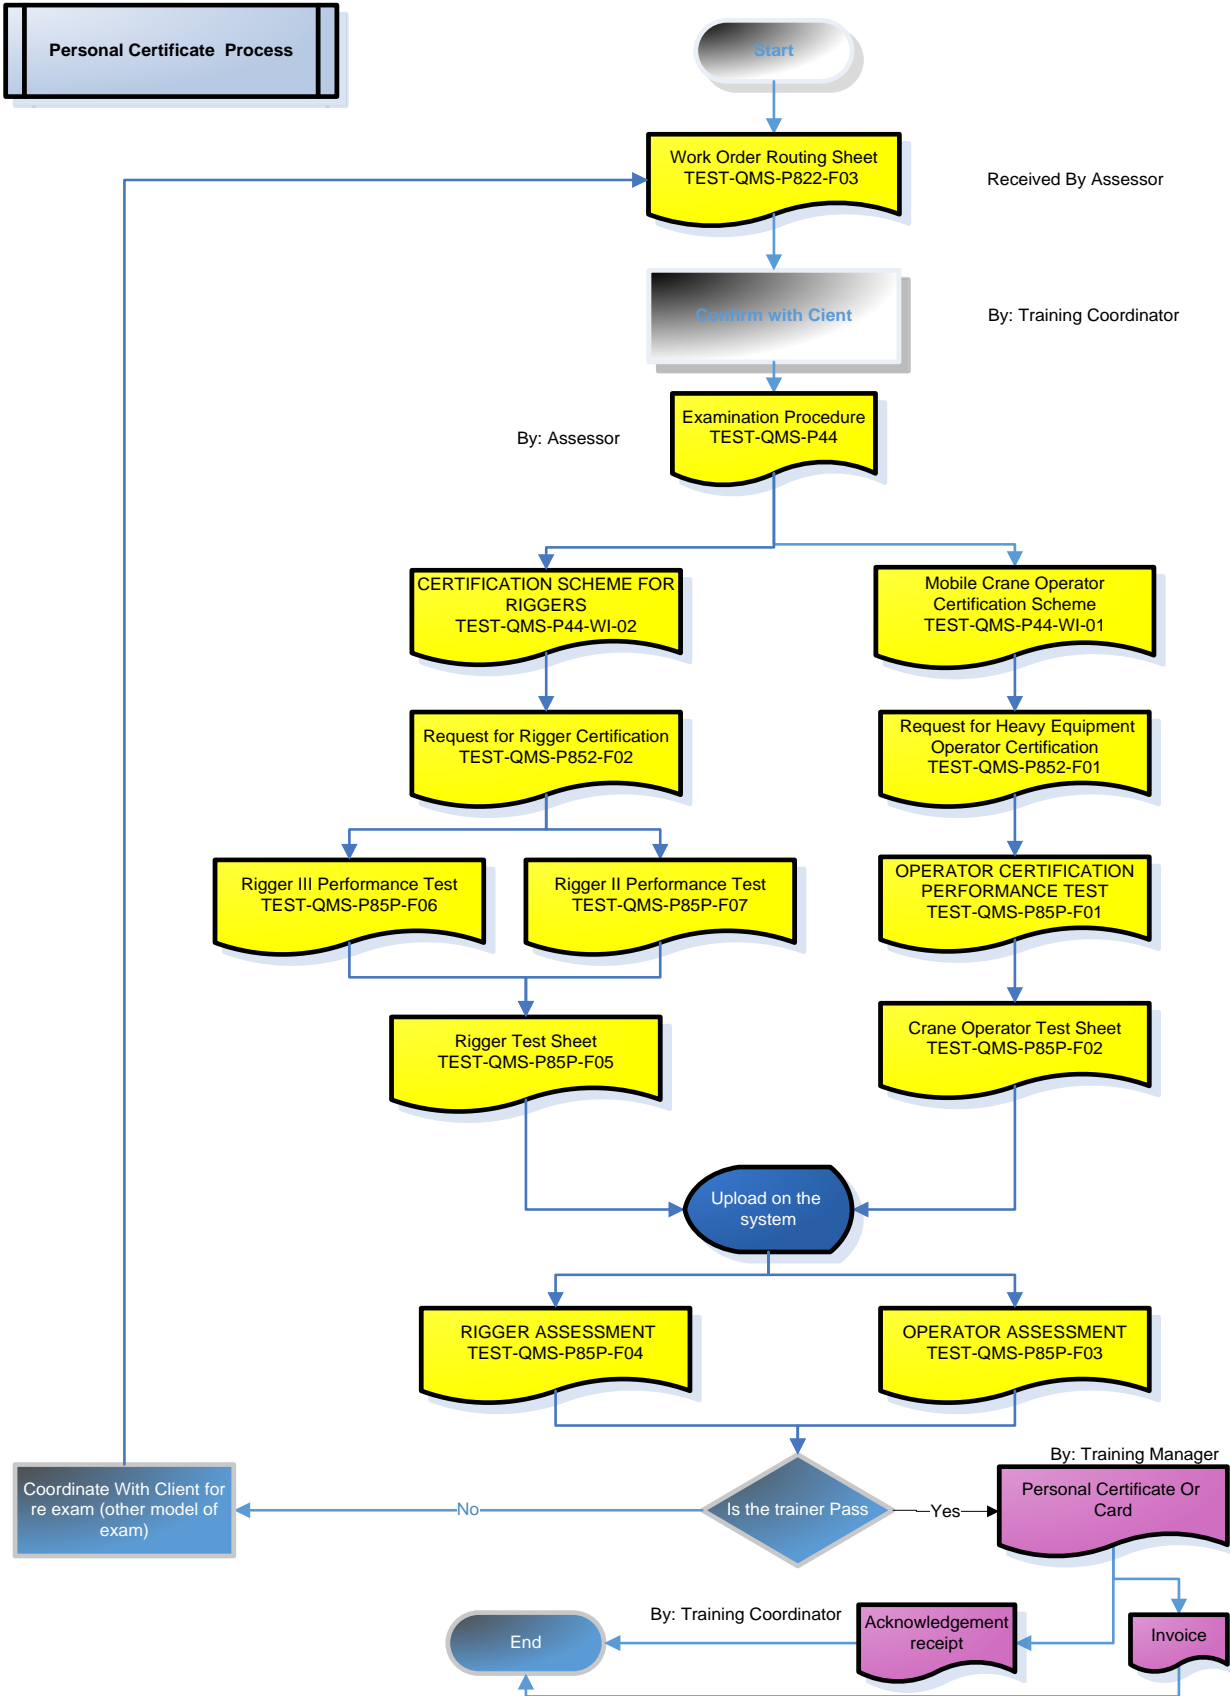 Personal Certificate  Process
Start
Work Order Routing Sheet
TEST-QMS-P822-F03
Received By Assessor
Confirm with Cient
By: Training Coordinator
Examination Procedure
TEST-QMS-P44
By: Assessor
CERTIFICATION SCHEME FOR
RIGGERS
TEST-QMS-P44-WI-02
Mobile Crane Operator
Certification Scheme
TEST-QMS-P44-WI-01
Request for Rigger Certification
TEST-QMS-P852-F02
Request for Heavy Equipment
Operator Certification
TEST-QMS-P852-F01
Rigger III Performance Test
TEST-QMS-P85P-F06
Rigger II Performance Test
TEST-QMS-P85P-F07
OPERATOR CERTIFICATION
PERFORMANCE TEST
TEST-QMS-P85P-F01
Rigger Test Sheet
TEST-QMS-P85P-F05
Crane Operator Test Sheet
TEST-QMS-P85P-F02
Upload on the
system
RIGGER ASSESSMENT
TEST-QMS-P85P-F04
OPERATOR ASSESSMENT
TEST-QMS-P85P-F03
By: Training Manager
Coordinate With Client for
re exam (other model of
exam)
No
Is the trainer Pass
Yes
Personal Certificate Or
Card
By: Training Coordinator
Acknowledgement
receipt
Invoice
End